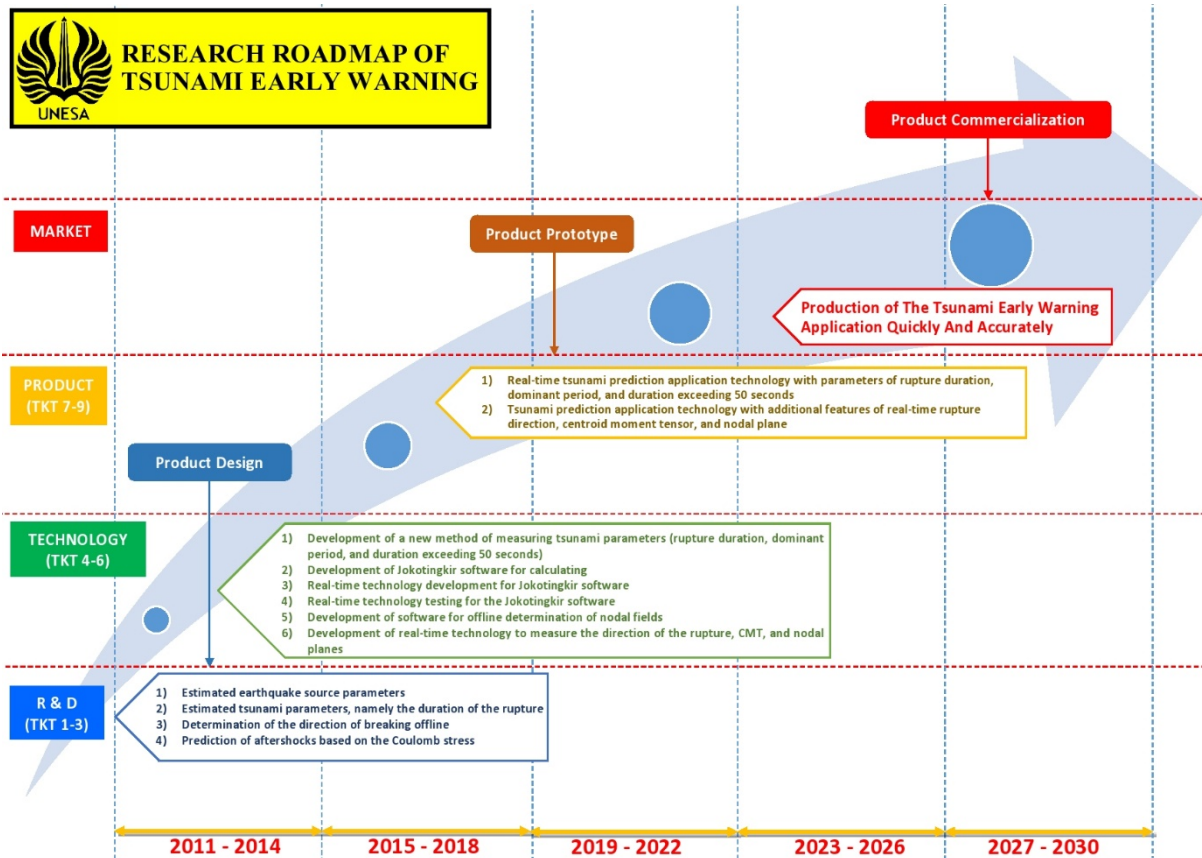 RESEARCH ROADMAP OF
TSUNAMI EARLY WARNING
UNESA
Product Commercialization
MARKET
Product Prototype
Production of The Tsunami Early Warning
Application Quickly And Accurately
PRODUCT
(TKT 7-9)
1) Real-time tsunami prediction application technology with parameters of rupture duration,
dominant period, and duration exceeding 50 seconds
2) Tsunami prediction application technology with additional features of real-time rupture
direction, centroid moment tensor, and nodal plane
Product Design
TECHNOLOGY
(TKT 4-6)
1) Development of a new method of measuring tsunami parameters (rupture duration, dominant
period, and duration exceeding 50 seconds)
2) Development of Jokotingkir software for calculating
3) Real-time technology development for Jokotingkir software
4) Real-time technology testing for the Jokotingkir software
5) Development of software for offline determination of nodal fields
6) Development of real-time technology to measure the direction of the rupture, CMT, and nodal
planes
R & D
(TKT 1-3)
1) Estimated earthquake source parameters
2) Estimated tsunami parameters, namely the duration of the rupture
3) Determination of the direction of breaking offline
4) Prediction of aftershocks based on the Coulomb stress
2011 - 2014
2015 - 2018
2019 - 2022
2023 - 2026
2027 - 2030